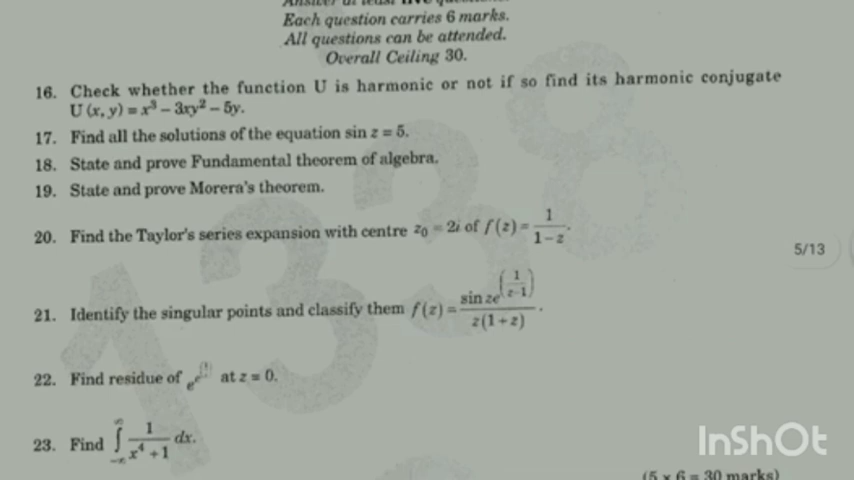 Each question carries 6 marks.
All questions can be attended.
Overall Ceiling 30.
16. Check whether the function U is harmonic or not if so find its harmonic conjugate
U (x, y) = x³ – 3xy² – 5y.
17. Find all the solutions of the equation sin z = 5.
18. State and prove Fundamental theorem of algebra.
19. State and prove Morera's theorem.
20. Find the Taylor's series expansion with centre z₀ = 2i of f(z) = 1/(1–z).
5/13
21. Identify the singular points and classify them f(z) = sin ze^(1/(z-1)) / z(1+z).
22. Find residue of at z = 0.
23. Find ∫_{-∞}^{∞} 1/(x⁴+1) dx.
InShOt
(5 x 6 = 30 marks)